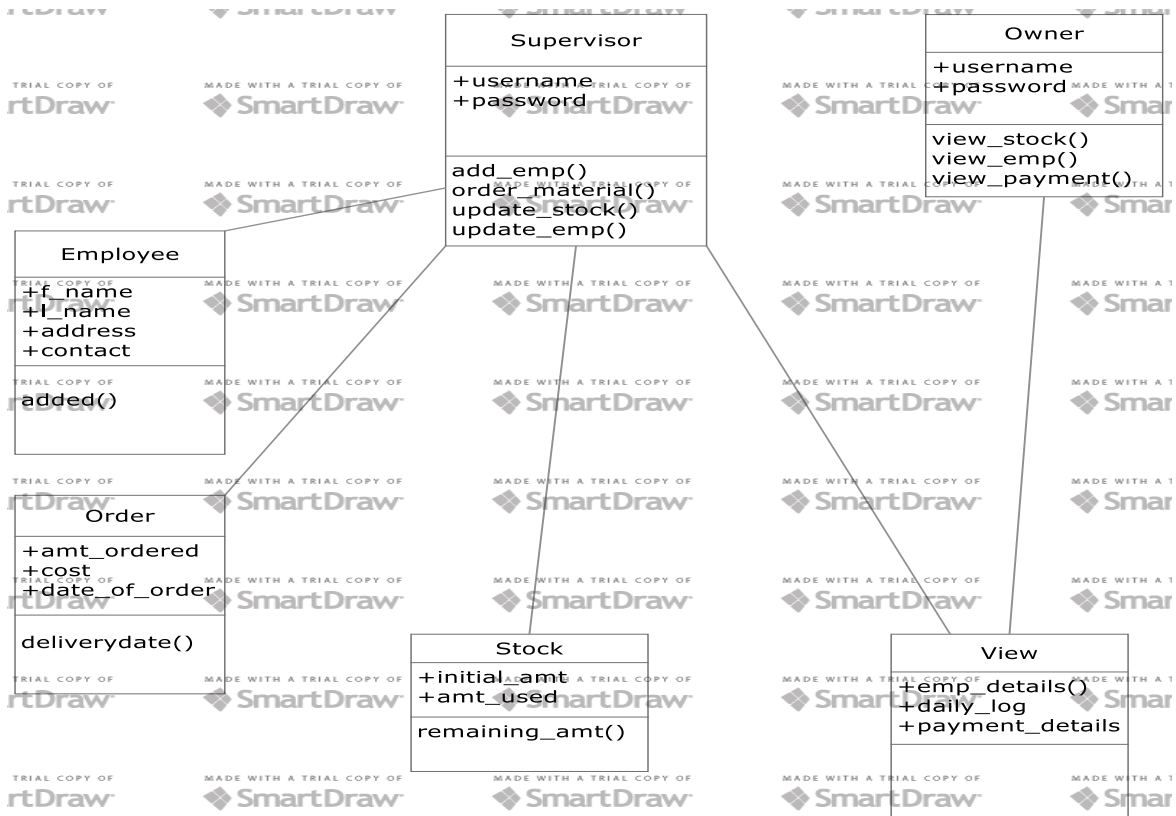 Supervisor
+username
+password
add_emp()
order_material()
update_stock()
update_emp()
Owner
+username
+password
view_stock()
view_emp()
view_payment()
Employee
+f_name
+l_name
+address
+contact
added()
Order
+amt_ordered
+cost
+date_of_order
deliverydate()
Stock
+initial_amt
+amt_used
remaining_amt()
View
+emp_details()
+daily_log
+payment_details
MADE WITH A TRIAL COPY OF
SmartDraw